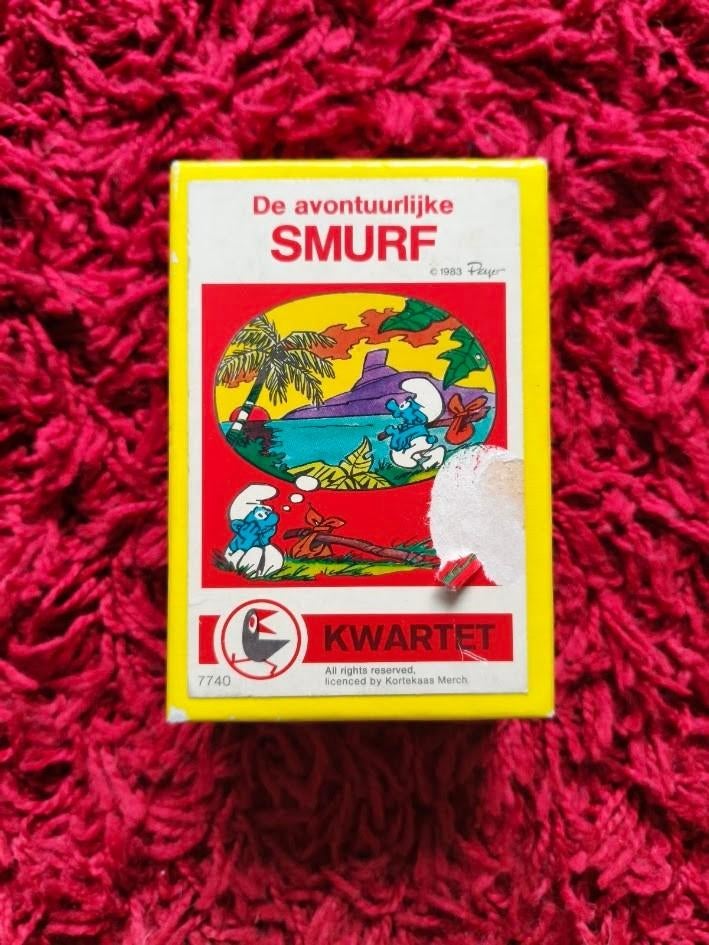 De avontuurlijke
SMURF
© 1983 Peyo
KWARTET
All rights reserved,
7740
licenced by Kortekaas Merch.